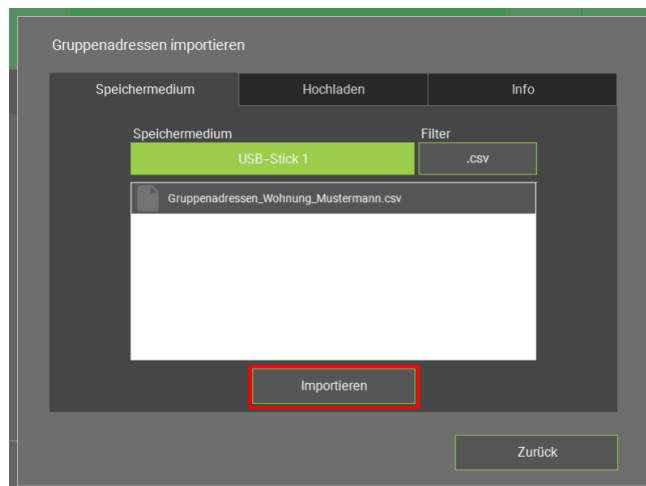 Gruppenadressen importieren
Speichermedium Hochladen Info
Speichermedium Filter
USB-Stick 1 .csv
Gruppenadressen_Wohnung_Mustermann.csv
Importieren
Zurück